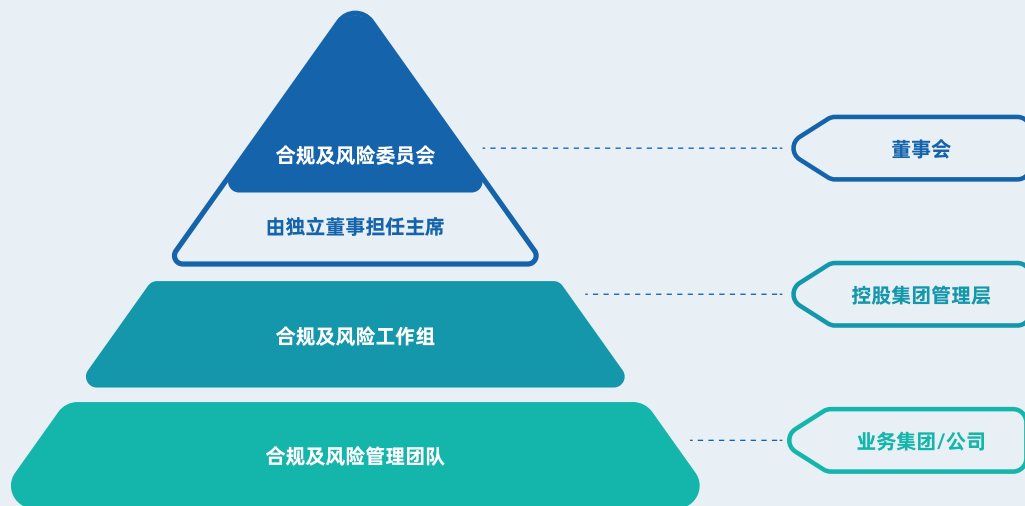 合规及风险委员会
董事会
由独立董事担任主席
控股集团管理层
合规及风险工作组
业务集团/公司
合规及风险管理团队